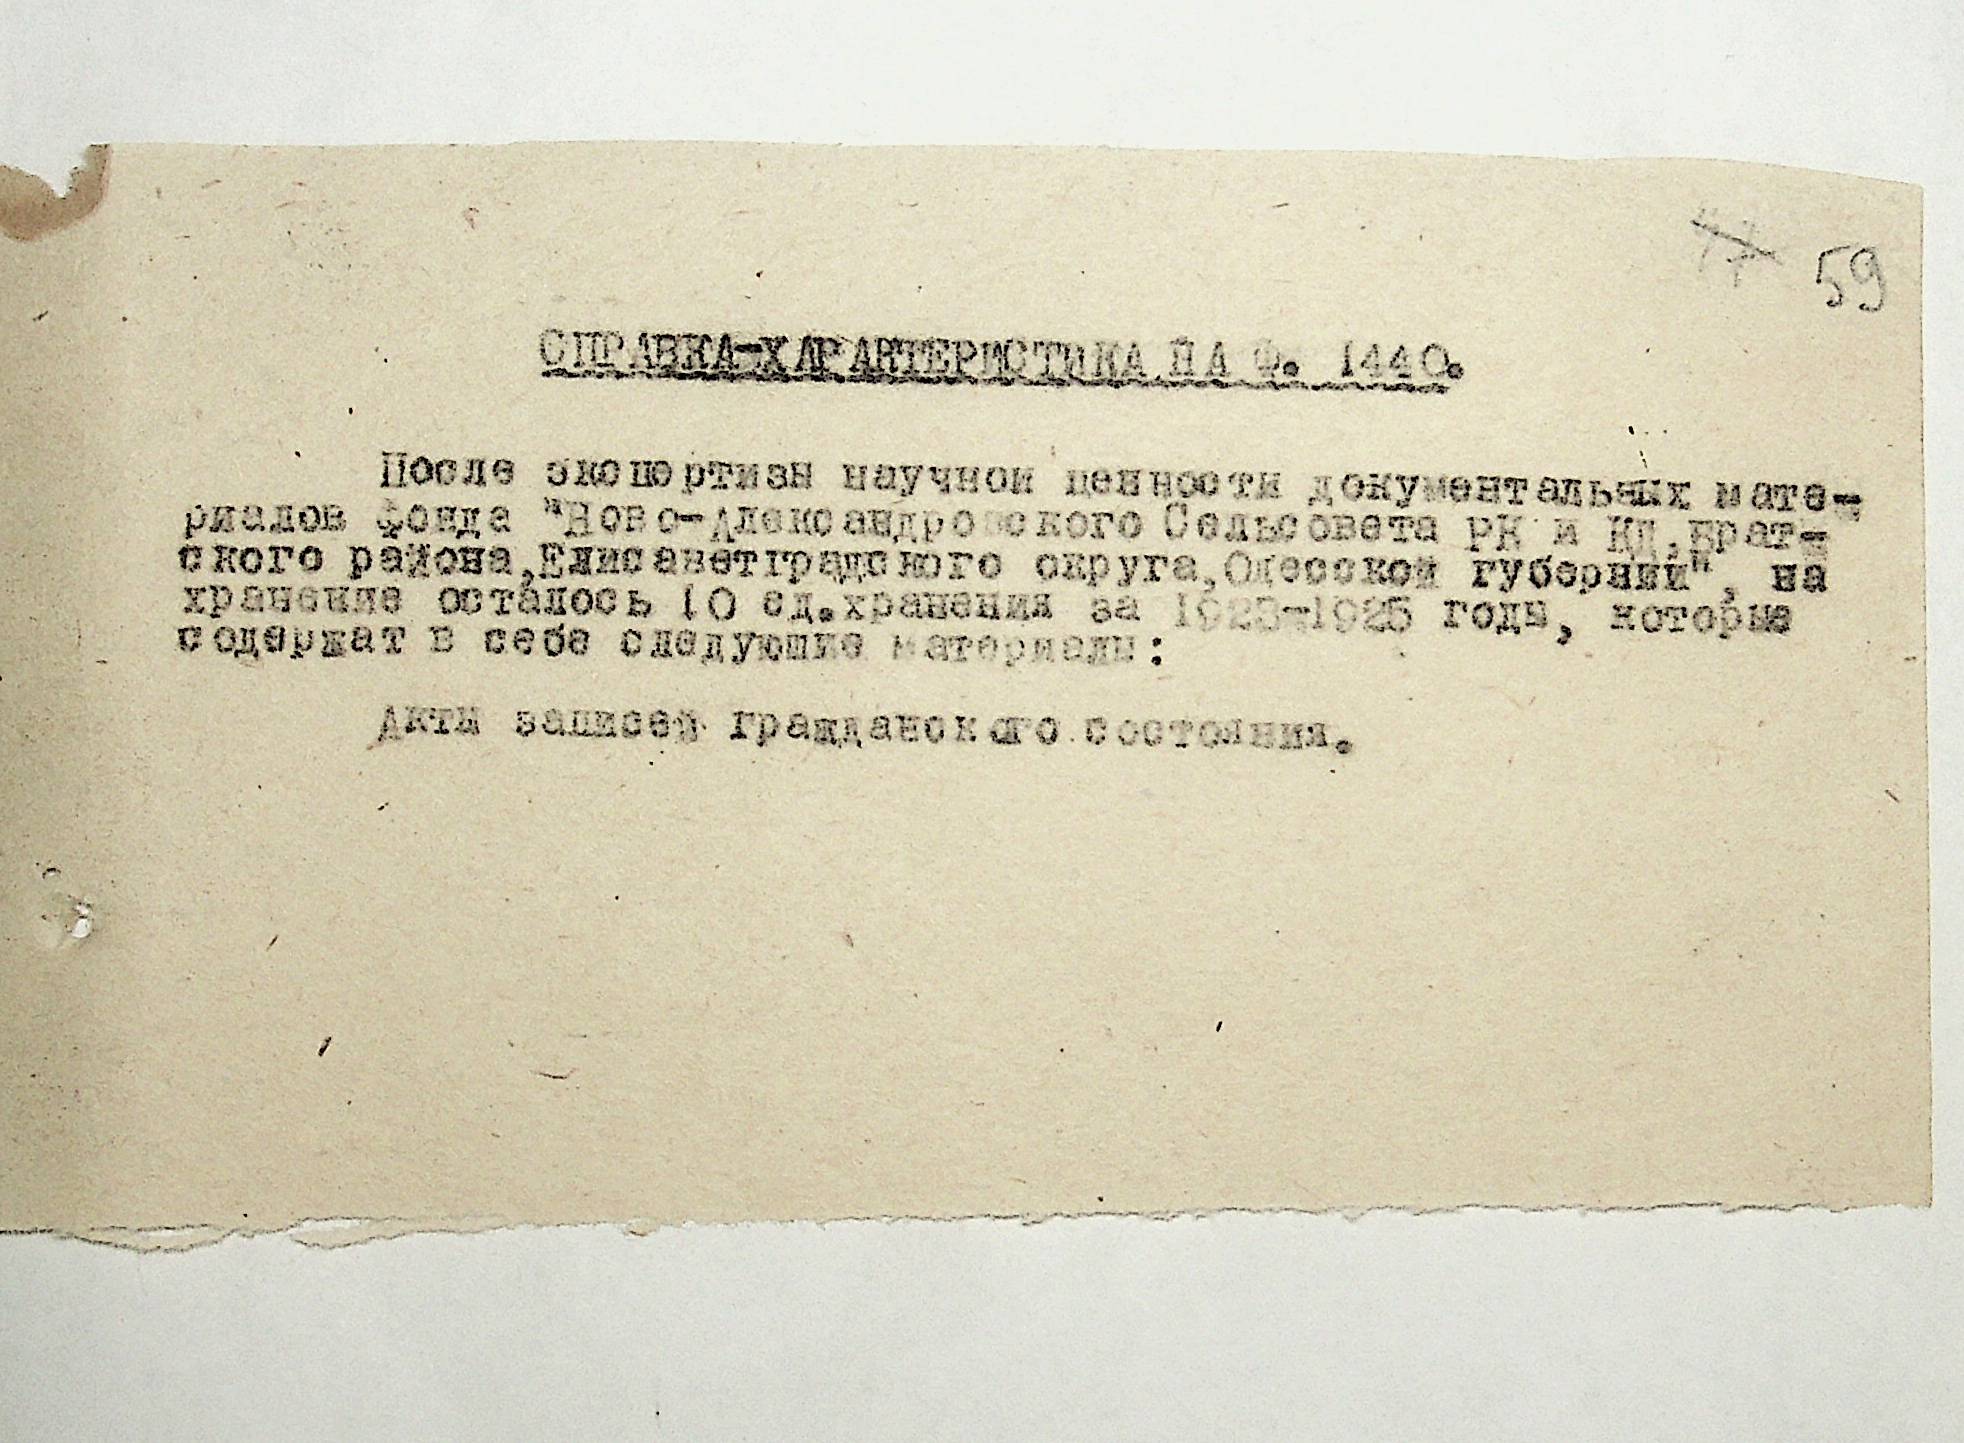 59
СПРАВКА-ХАРАКТЕРИСТИКА НА Ф. 1440.
После экспертизы научной ценности документальных мате-
риалов фонда "Ново-Александровского Сельсовета РК и КД, Брат-
ского района, Елисаветградского округа, Одесской губернии", на
хранение осталось 10 ед. хранения за годы, которые
содержат в себе следующие материалы:
Акты записей гражданского состояния.